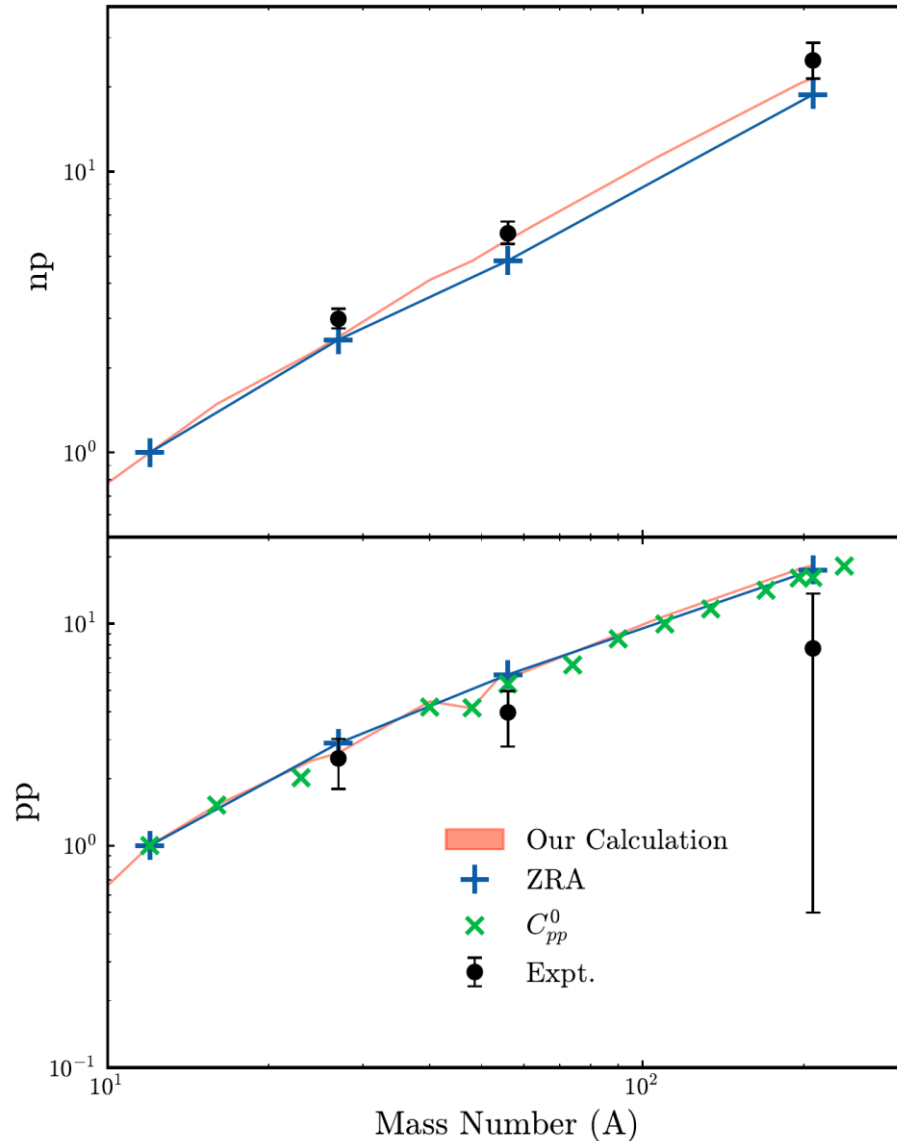 10¹
np
10⁰
10¹
pp
10⁰
Our Calculation
ZRA
C⁰ₚₚ
Expt.
10⁻¹
10¹ 10²
Mass Number (A)